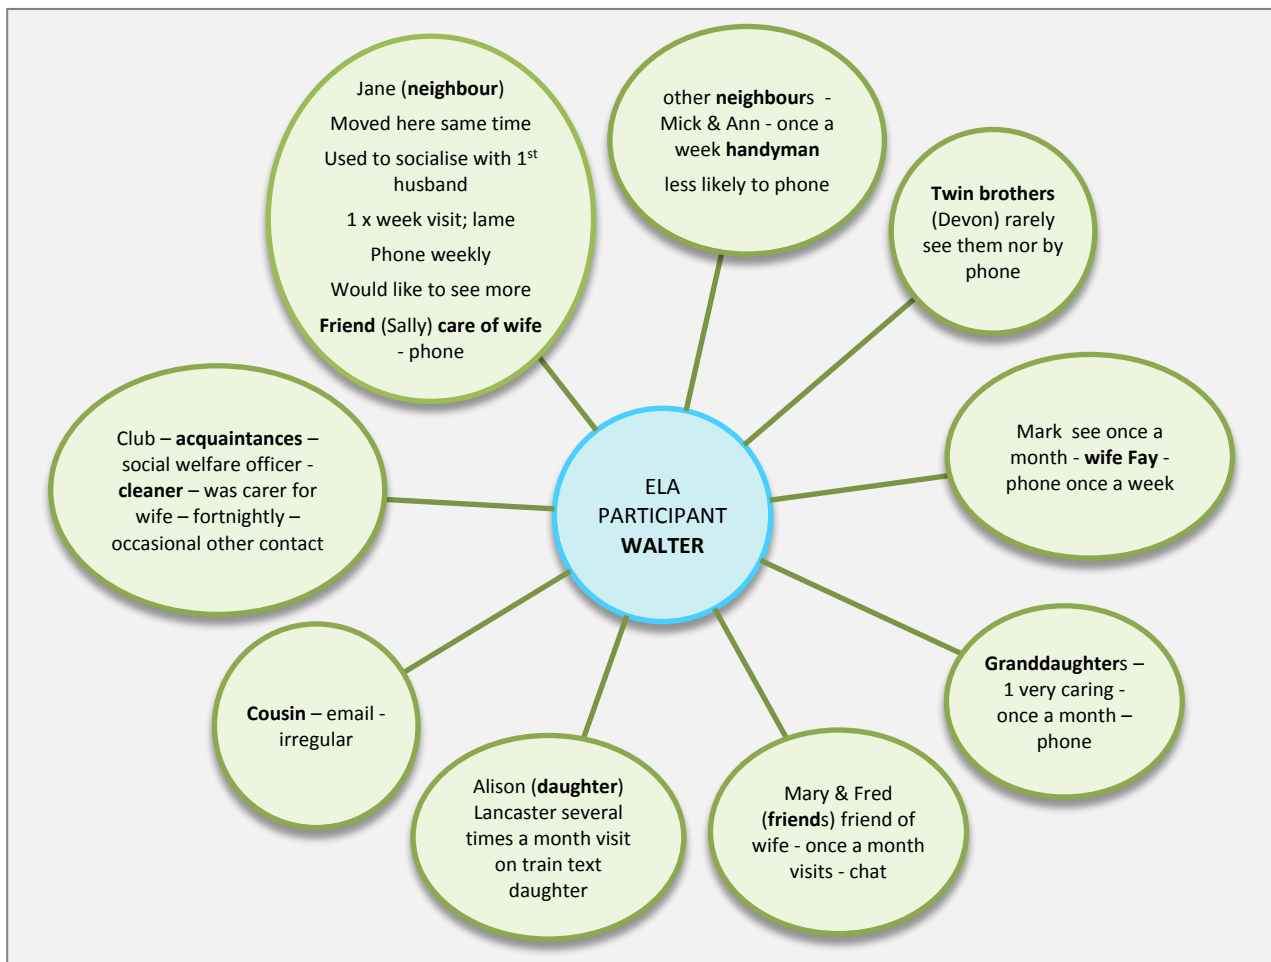 Jane (neighbour)
Moved here same time
Used to socialise with 1st
husband
1 x week visit; lame
Phone weekly
Would like to see more
Friend (Sally) care of wife
- phone
other neighbours -
Mick & Ann - once a
week handyman
less likely to phone
Twin brothers
(Devon) rarely
see them nor by
phone
Mark see once a
month - wife Fay -
phone once a week
Club – acquaintances –
social welfare officer -
cleaner – was carer for
wife – fortnightly –
occasional other contact
ELA
PARTICIPANT
WALTER
Granddaughters –
1 very caring -
once a month –
phone
Cousin – email -
irregular
Alison (daughter)
Lancaster several
times a month visit
on train text
daughter
Mary & Fred
(friends) friend of
wife - once a month
visits - chat